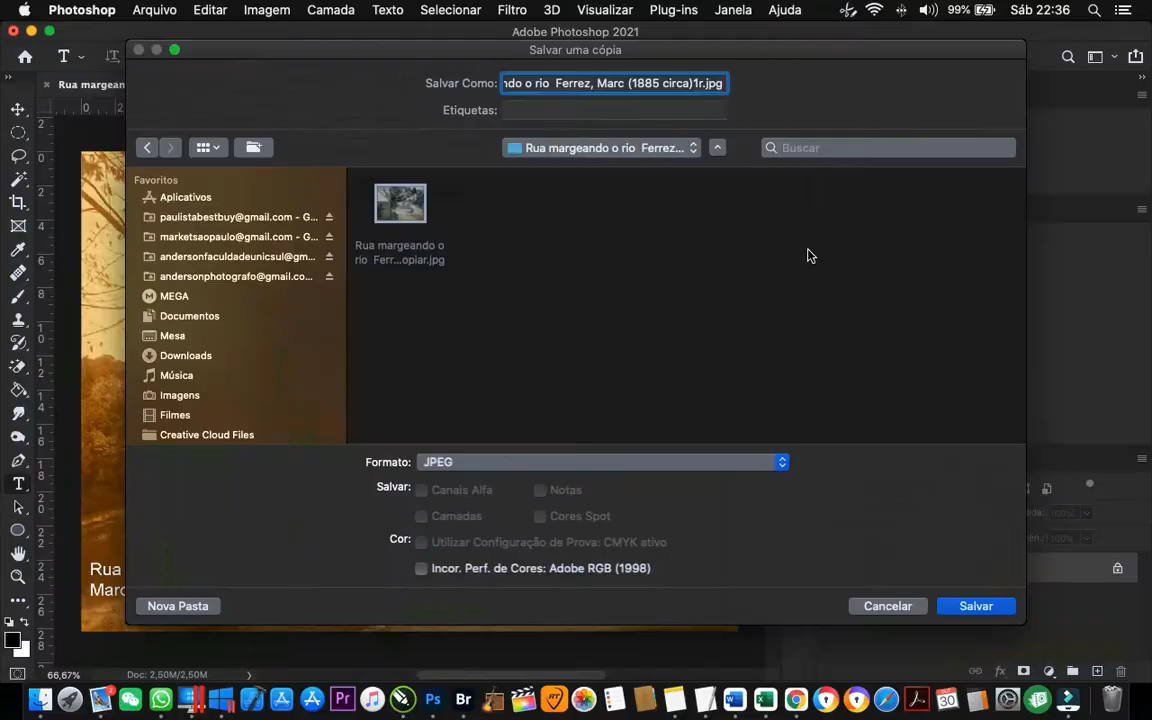 Photoshop Arquivo Editar Imagem Camada Texto Selecionar Filtro 3D Visualizar Plug-ins Janela Ajuda 99% Sáb 22:36
Adobe Photoshop 2021
Salvar uma cópia
Salvar Como: ndo o rio Ferrez, Marc (1885 circa)1r.jpg
Etiquetas:
Rua margean
Rua margeando o rio Ferrez...
Buscar
Favoritos
Aplicativos
paulistabestbuy@gmail.com - G...
marketsaopaulo@gmail.com - G...
andersonfaculdadeunicsul@gm...
andersonphotografo@gmail.co...
MEGA
Documentos
Mesa
Downloads
Música
Imagens
Filmes
Creative Cloud Files
Rua margeando o
rio Ferr...opiar.jpg
Formato: JPEG
Salvar: Canais Alfa Notas
Camadas Cores Spot
Cor: Utilizar Configuração de Prova: CMYK ativo
Incor. Perf. de Cores: Adobe RGB (1998)
Nova Pasta Cancelar Salvar
Rua
Marc
66,67% Doc: 2,50M/2,50M